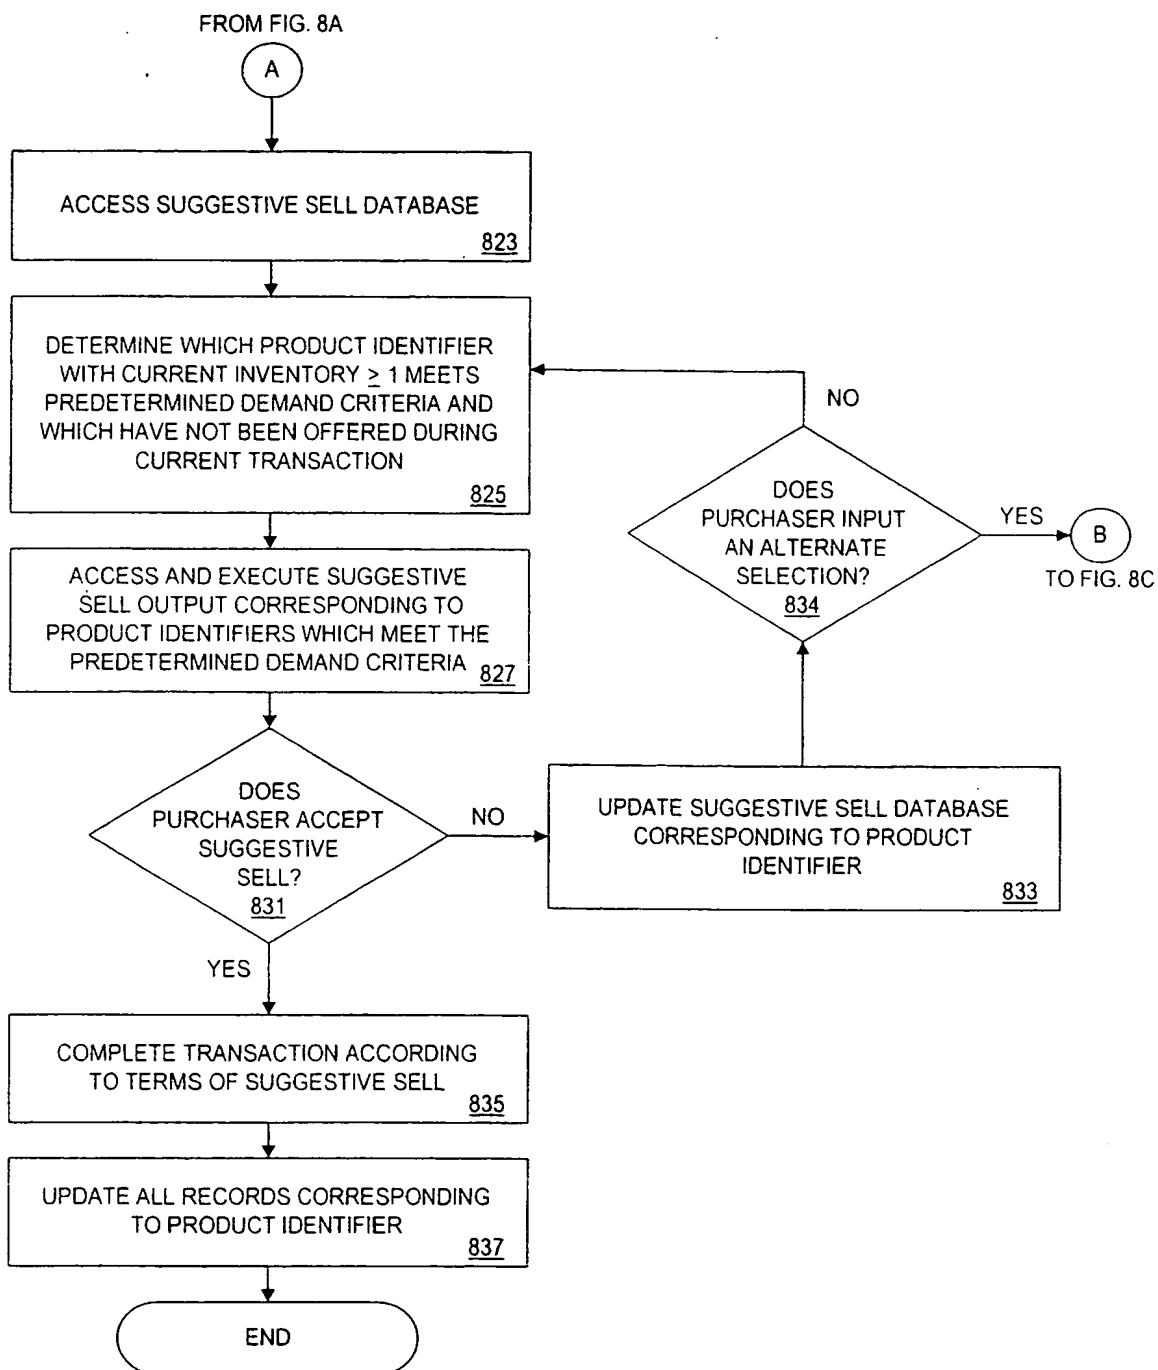 FROM FIG. 8A
A
ACCESS SUGGESTIVE SELL DATABASE
823
DETERMINE WHICH PRODUCT IDENTIFIER
WITH CURRENT INVENTORY ≥ 1 MEETS
PREDETERMINED DEMAND CRITERIA AND
WHICH HAVE NOT BEEN OFFERED DURING
CURRENT TRANSACTION
825
ACCESS AND EXECUTE SUGGESTIVE
SELL OUTPUT CORRESPONDING TO
PRODUCT IDENTIFIERS WHICH MEET THE
PREDETERMINED DEMAND CRITERIA
827
DOES
PURCHASER ACCEPT
SUGGESTIVE
SELL?
831
NO
UPDATE SUGGESTIVE SELL DATABASE
CORRESPONDING TO PRODUCT
IDENTIFIER
833
DOES
PURCHASER INPUT
AN ALTERNATE
SELECTION?
834
NO
YES
B
TO FIG. 8C
YES
COMPLETE TRANSACTION ACCORDING
TO TERMS OF SUGGESTIVE SELL
835
UPDATE ALL RECORDS CORRESPONDING
TO PRODUCT IDENTIFIER
837
END